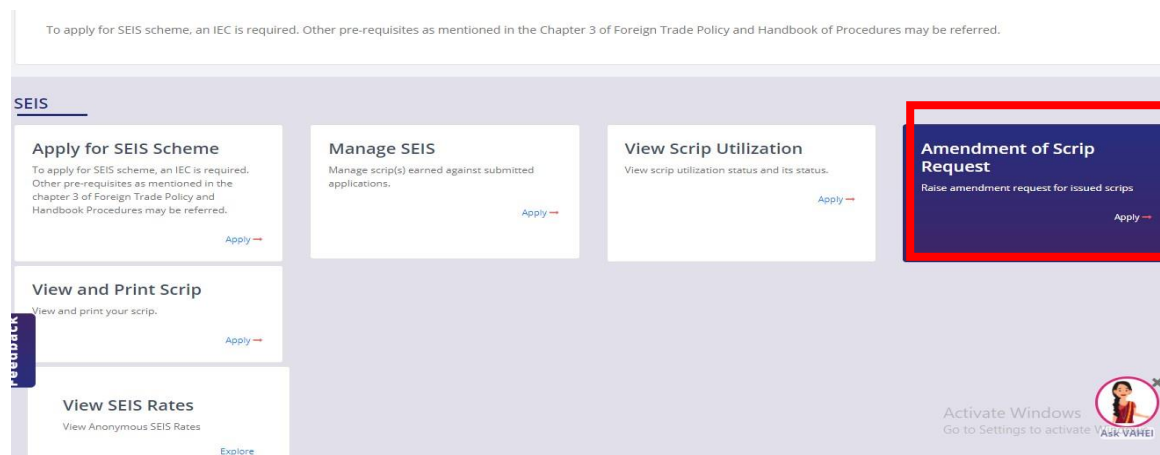 To apply for SEIS scheme, an IEC is required. Other pre-requisites as mentioned in the Chapter 3 of Foreign Trade Policy and Handbook of Procedures may be referred.
SEIS
Apply for SEIS Scheme
To apply for SEIS scheme, an IEC is required.
Other pre-requisites as mentioned in the
chapter 3 of Foreign Trade Policy and
Handbook Procedures may be referred.
Apply →
Manage SEIS
Manage scrip(s) earned against submitted
applications.
Apply →
View Scrip Utilization
View scrip utilization status and its status.
Apply →
Amendment of Scrip
Request
Raise amendment request for issued scrips
Apply →
View and Print Scrip
View and print your scrip.
Apply →
Feedback
View SEIS Rates
View Anonymous SEIS Rates
Explore
Activate Windows
Go to Settings to activate
Ask VAHEI